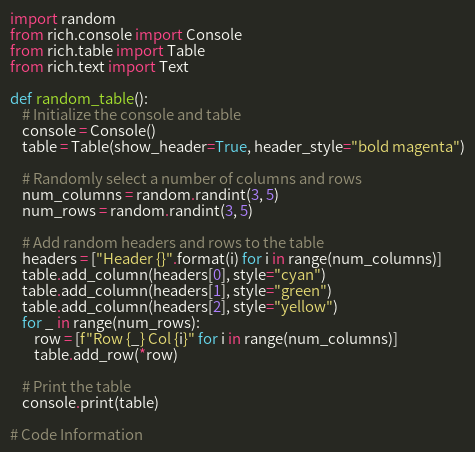 import random
from rich.console import Console
from rich.table import Table
from rich.text import Text

def random_table():
    # Initialize the console and table
    console = Console()
    table = Table(show_header=True, header_style="bold magenta")

    # Randomly select a number of columns and rows
    num_columns = random.randint(3, 5)
    num_rows = random.randint(3, 5)

    # Add random headers and rows to the table
    headers = ["Header {}".format(i) for i in range(num_columns)]
    table.add_column(headers[0], style="cyan")
    table.add_column(headers[1], style="green")
    table.add_column(headers[2], style="yellow")
    for _ in range(num_rows):
        row = [f"Row {_} Col {i}" for i in range(num_columns)]
        table.add_row(*row)

    # Print the table
    console.print(table)

# Code Information